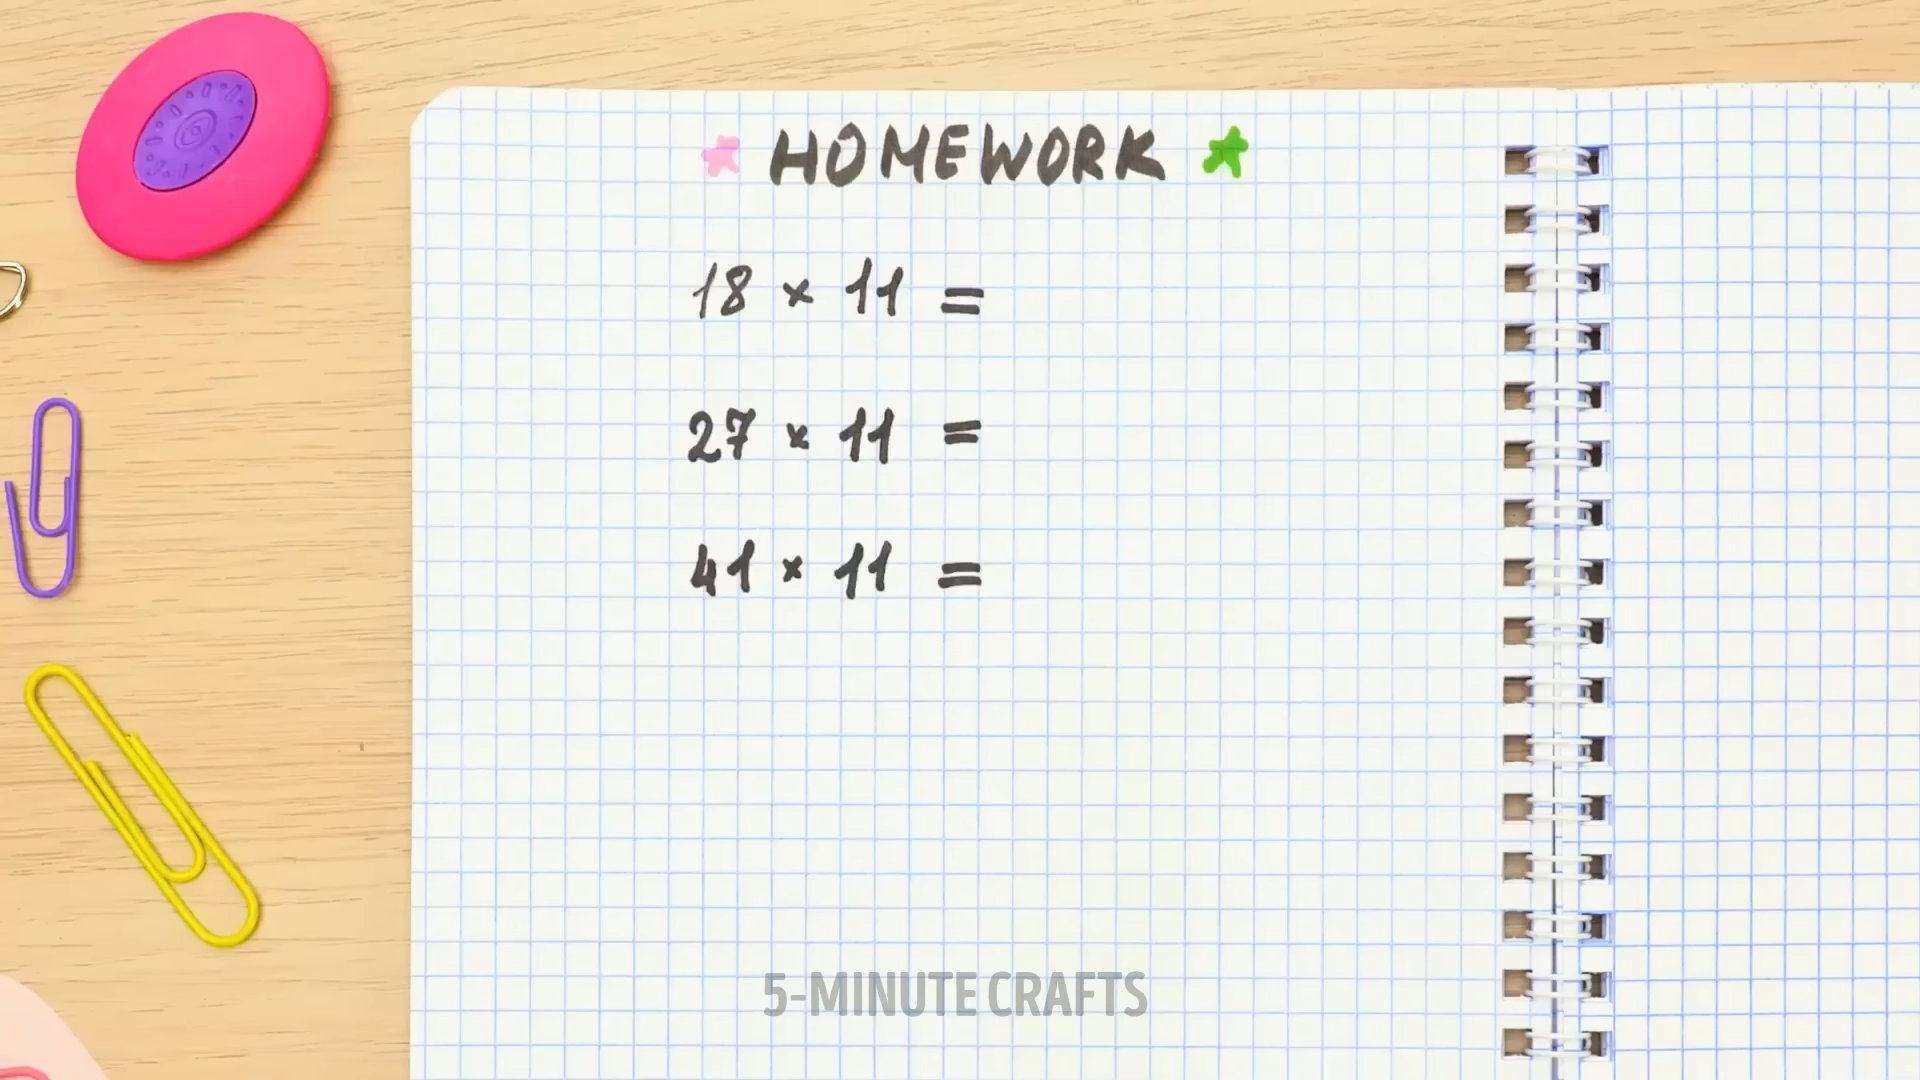 HOMEWORK
18 × 11 =
27 × 11 =
41 × 11 =
5-MINUTE CRAFTS